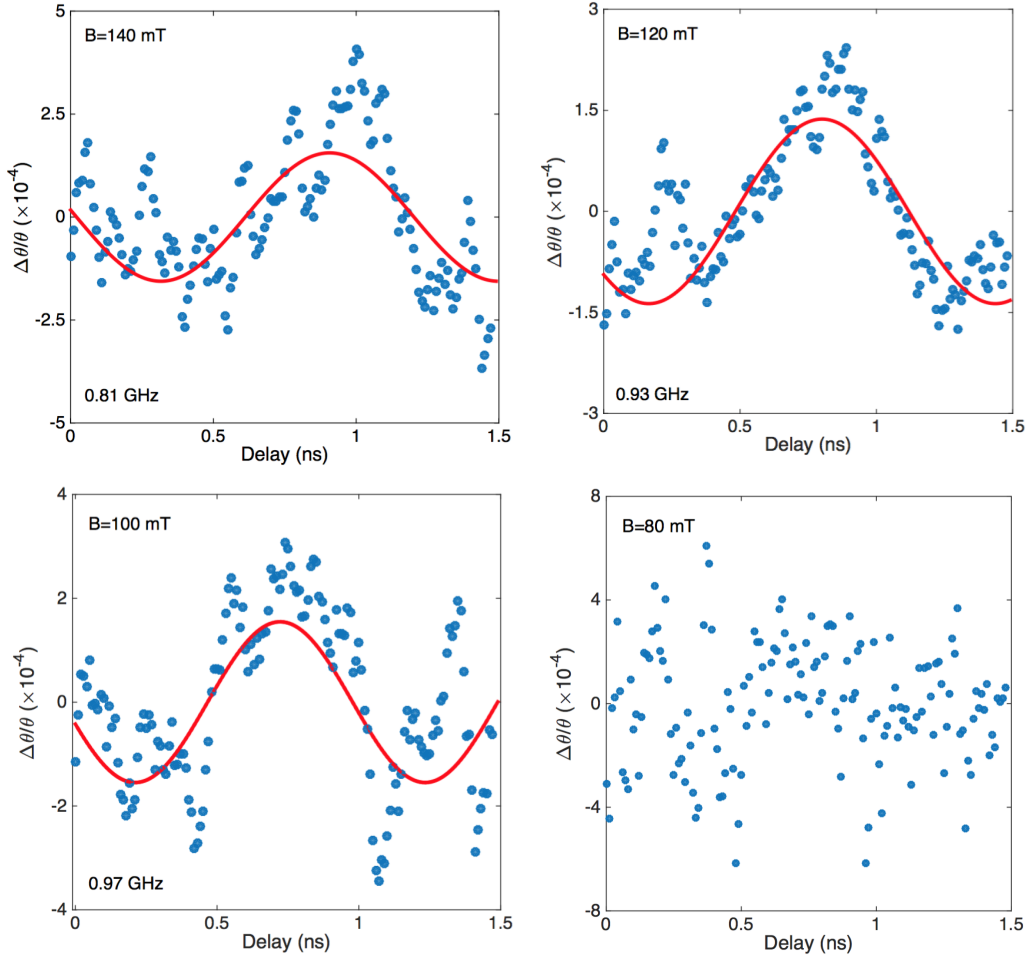 B=140 mT
5
2.5
0
-2.5
-5
Δθ/θ (×10⁻⁴)
0.81 GHz
0
0.5
1
1.5
Delay (ns)
B=120 mT
3
1.5
0
-1.5
-3
Δθ/θ (×10⁻⁴)
0.93 GHz
0
0.5
1
1.5
Delay (ns)
B=100 mT
4
2
0
-2
-4
Δθ/θ (×10⁻⁴)
0.97 GHz
0
0.5
1
1.5
Delay (ns)
B=80 mT
8
4
0
-4
-8
Δθ/θ (×10⁻⁴)
0
0.5
1
1.5
Delay (ns)